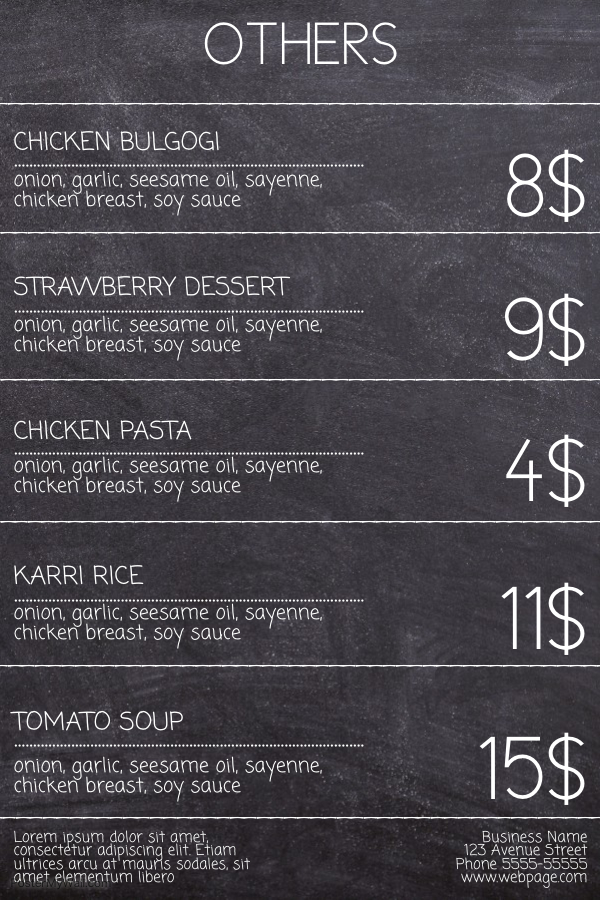 OTHERS
CHICKEN BULGOGI
8$
onion, garlic, seesame oil, sayenne,
chicken breast, soy sauce
STRAWBERRY DESSERT
9$
onion, garlic, seesame oil, sayenne,
chicken breast, soy sauce
CHICKEN PASTA
4$
onion, garlic, seesame oil, sayenne,
chicken breast, soy sauce
KARRI RICE
11$
onion, garlic, seesame oil, sayenne,
chicken breast, soy sauce
TOMATO SOUP
15$
onion, garlic, seesame oil, sayenne,
chicken breast, soy sauce
Lorem ipsum dolor sit amet,
consectetur adipiscing elit. Etiam
ultrices arcu at mauris sodales, sit
amet elementum libero
Business Name
123 Avenue Street
Phone 5555-55555
www.webpage.com